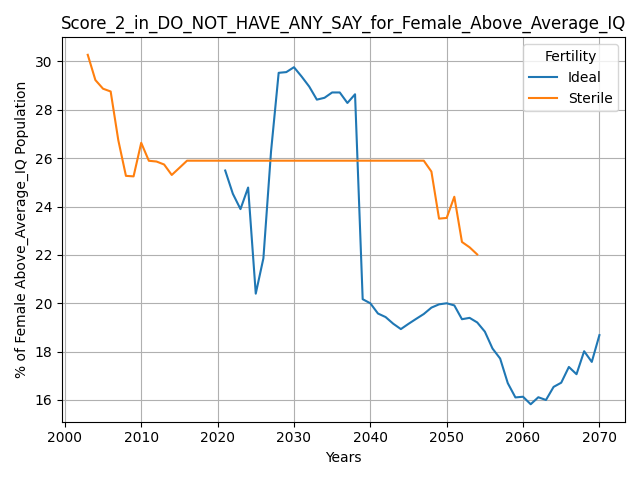 Score_2_in_DO_NOT_HAVE_ANY_SAY_for_Female_Above_Average_IQ
Fertility
Ideal
Sterile
% of Female Above_Average_IQ Population
30
28
26
24
22
20
18
16
2000 2010 2020 2030 2040 2050 2060 2070
Years